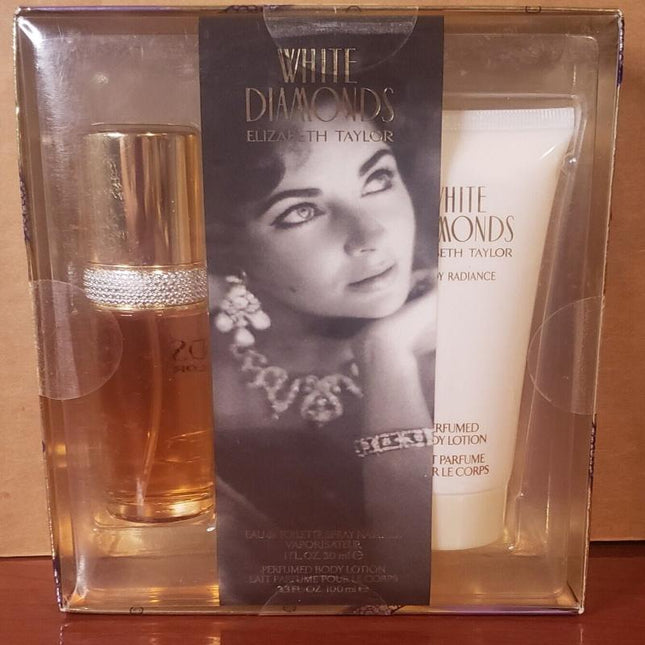 WHITE
DIAMONDS
ELIZABETH TAYLOR
EAU de TOILETTE SPRAY NATURAL
VAPORISATEUR
1 FL. OZ. 30 ml e
PERFUMED BODY LOTION
LAIT PARFUME POUR LE CORPS
3.3 FL. OZ. 100 ml e
WHITE
MONDS
BETH TAYLOR
DY RADIANCE
ERFUMED
DY LOTION
T PARFUME
R LE CORPS